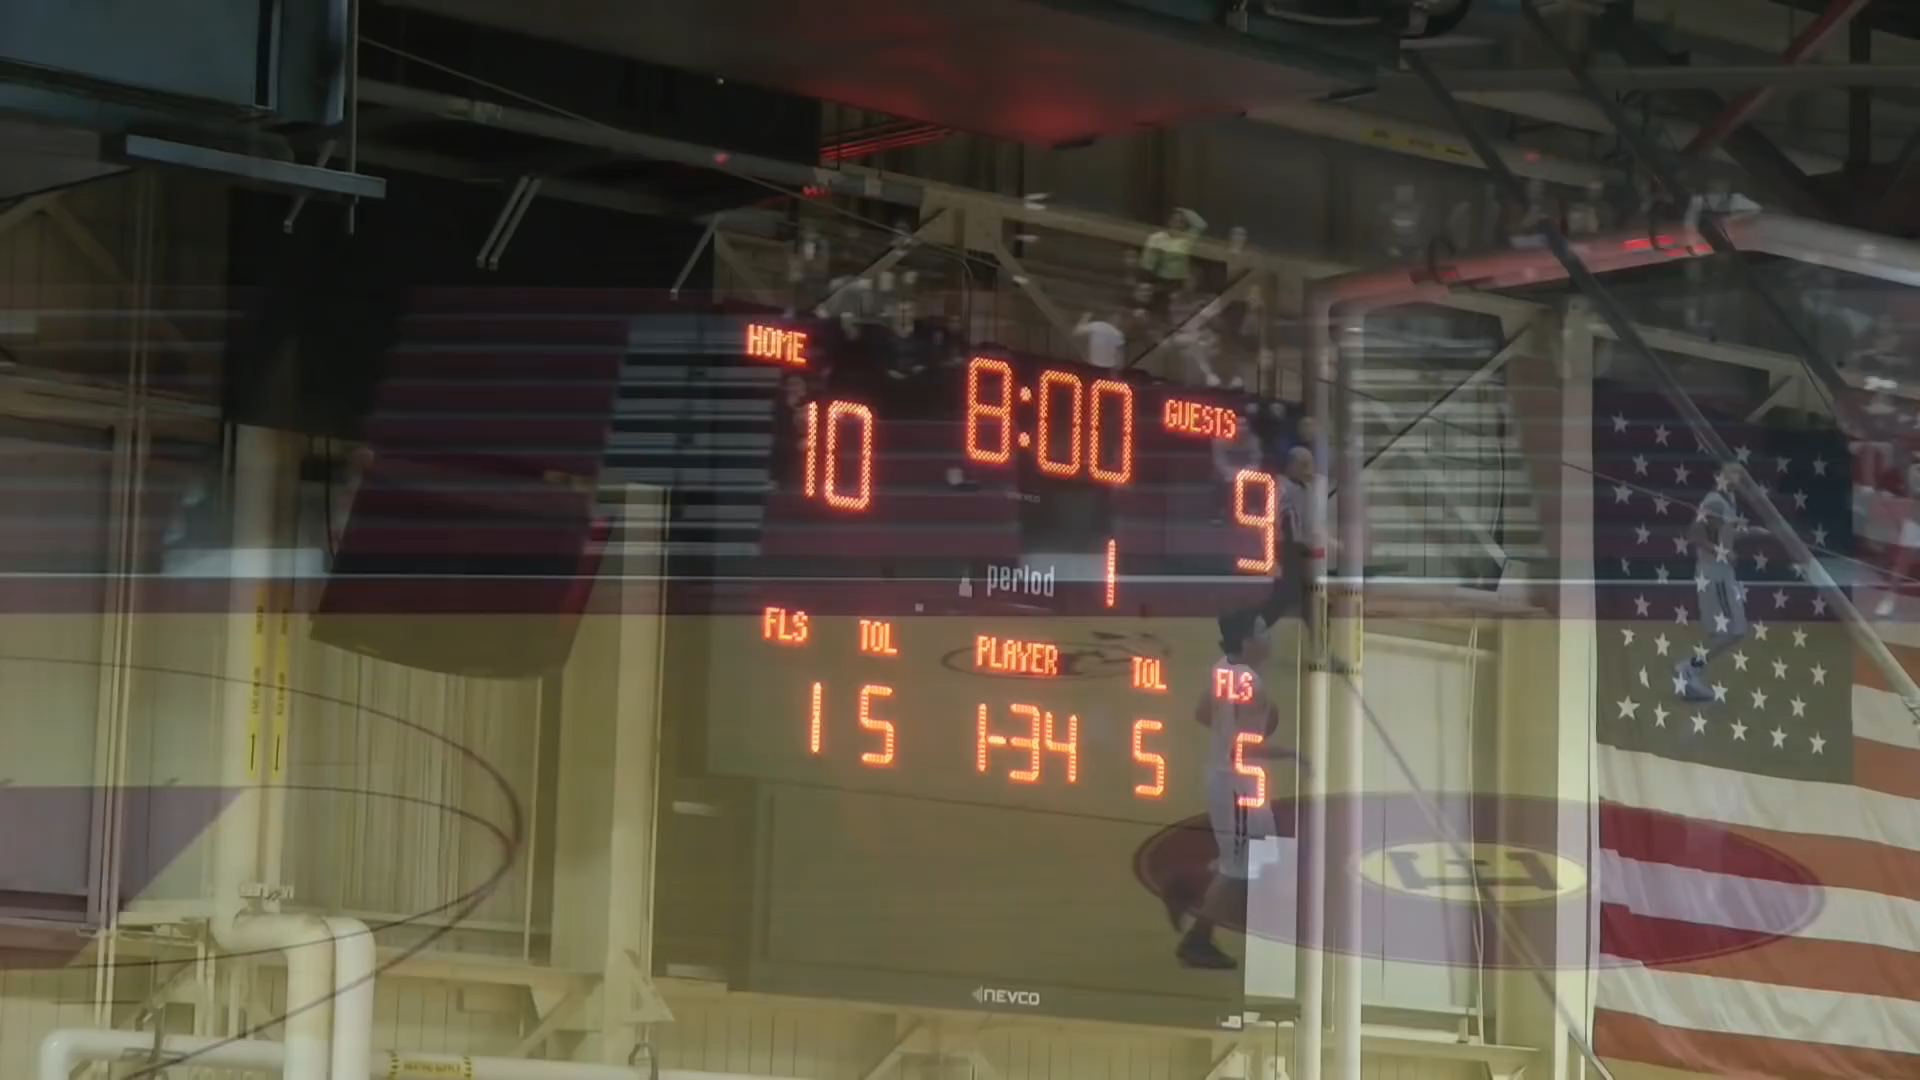 HOME
8:00
GUESTS
10
9
NEVCO
period
1
FLS
TOL
PLAYER
TOL
FLS
1
5
1-34
5
5
NEVCO